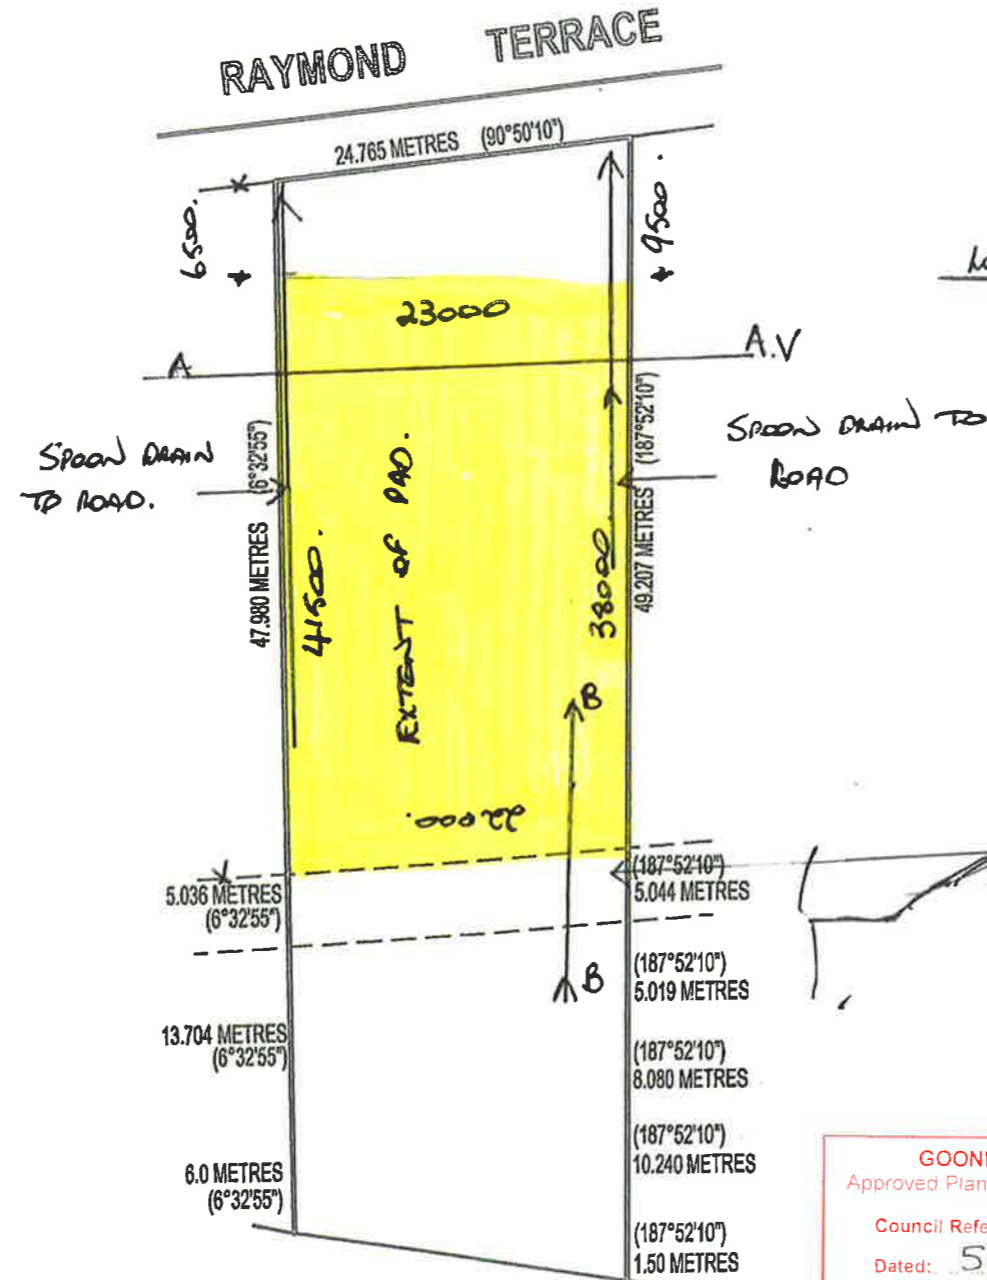 RAYMOND TERRACE
24.765 METRES (90°50'10")
6500.
9500.
23000
A
A.V
SPOON DRAIN
TO ROAD.
(6°32'55")
47.980 METRES
41500.
EXTENT OF PAD.
38000.
(187°52'10")
49.207 METRES
SPOON DRAIN TO
ROAD
B
22000.
5.036 METRES
(6°32'55")
(187°52'10")
5.044 METRES
B
(187°52'10")
5.019 METRES
13.704 METRES
(6°32'55")
(187°52'10")
8.080 METRES
(187°52'10")
10.240 METRES
6.0 METRES
(6°32'55")
(187°52'10")
1.50 METRES
Approved Plan
Council Refe
Dated: 5